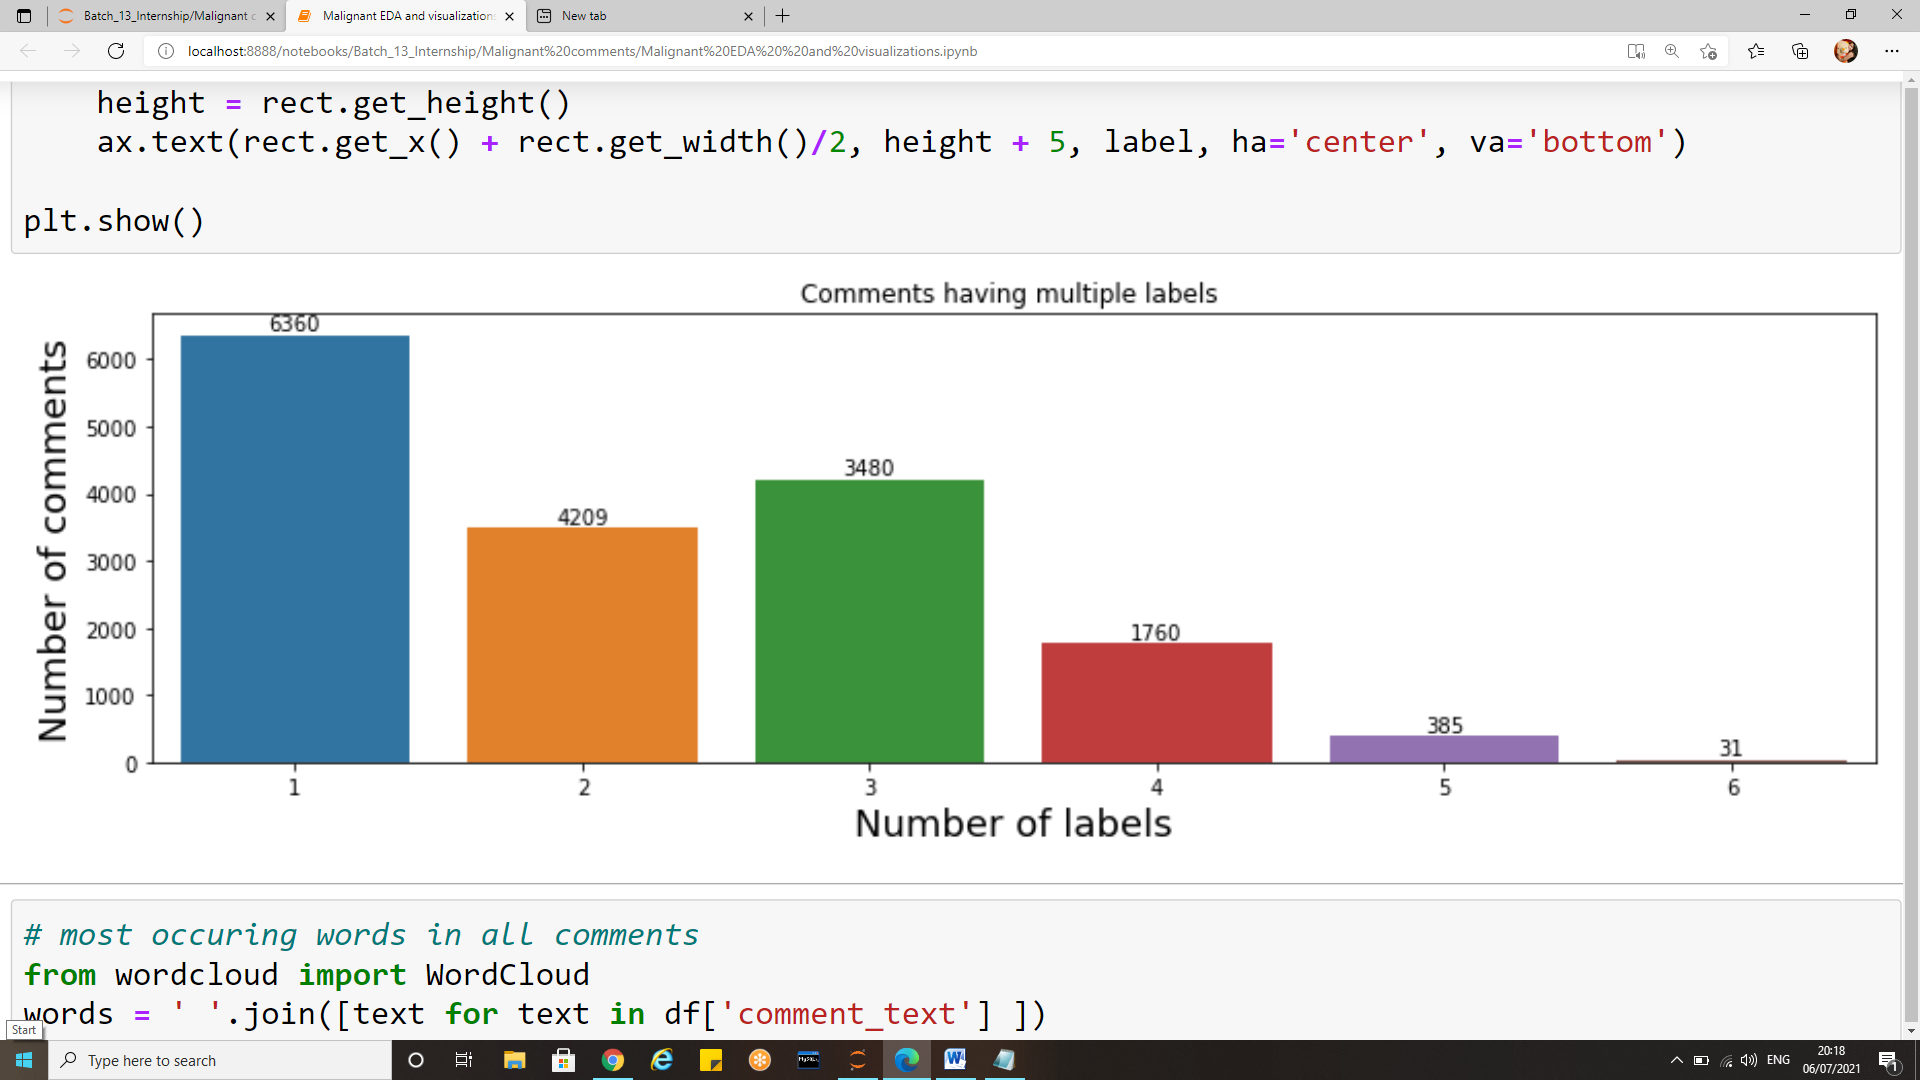 Batch_13_Internship/Malignant c
Malignant EDA and visualizations
New tab
localhost:8888/notebooks/Batch_13_Internship/Malignant%20comments/Malignant%20EDA%20%20and%20visualizations.ipynb
height = rect.get_height()
ax.text(rect.get_x() + rect.get_width()/2, height + 5, label, ha='center', va='bottom')
plt.show()
Comments having multiple labels
Number of comments
6000
5000
4000
3000
2000
1000
0
6360
4209
3480
1760
385
31
1 2 3 4 5 6
Number of labels
# most occuring words in all comments
from wordcloud import WordCloud
words = ' '.join([text for text in df['comment_text'] ])
Start
Type here to search
MySQL
ENG
20:18
06/07/2021
1